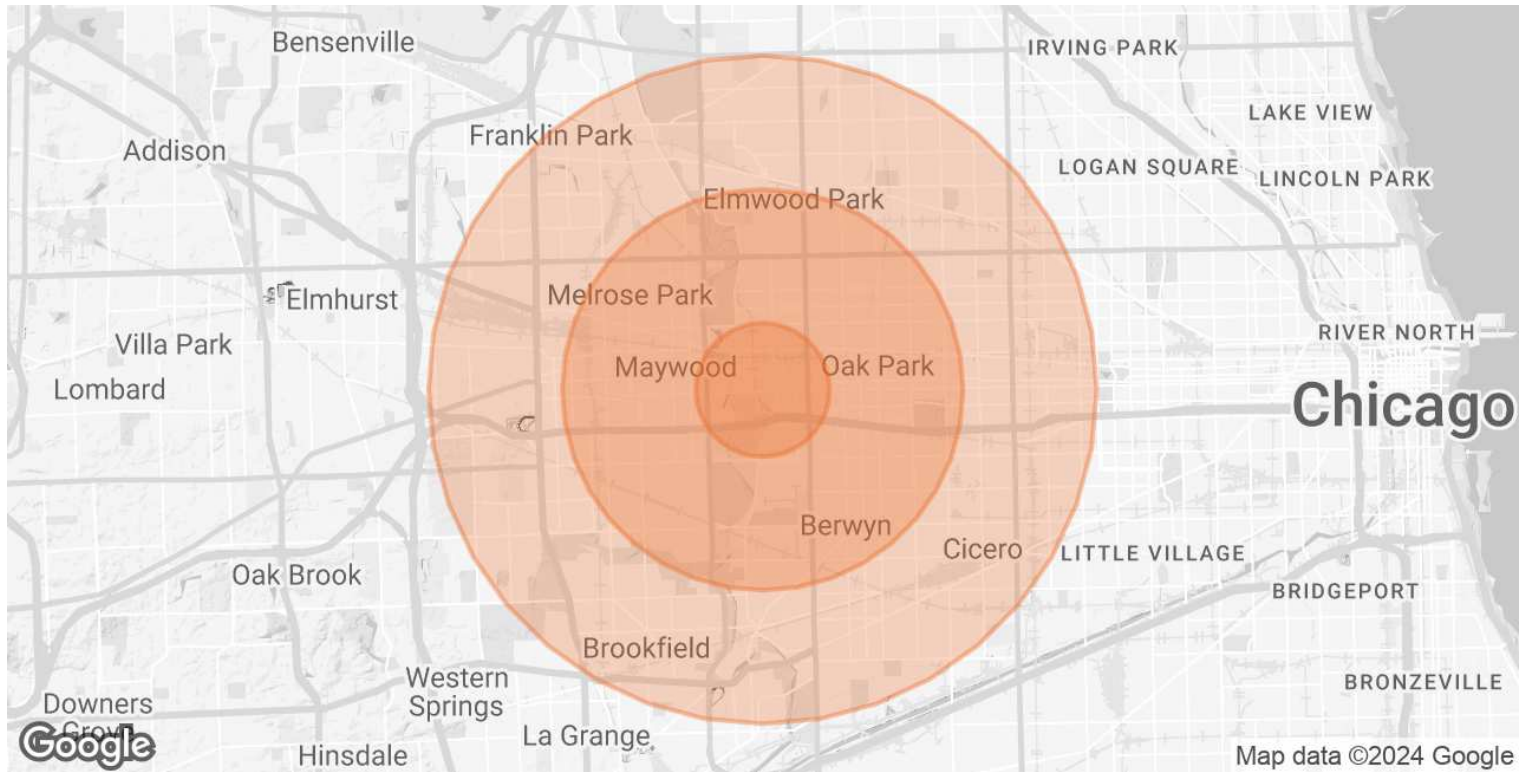 Bensenville
IRVING PARK
LAKE VIEW
Franklin Park
Addison
LOGAN SQUARE
LINCOLN PARK
Elmwood Park
Elmhurst
Melrose Park
RIVER NORTH
Villa Park
Maywood
Oak Park
Lombard
Chicago
Berwyn
Cicero
LITTLE VILLAGE
Oak Brook
BRIDGEPORT
Brookfield
Western
Springs
BRONZEVILLE
Downers
Grove
La Grange
Google
Hinsdale
Map data ©2024 Google